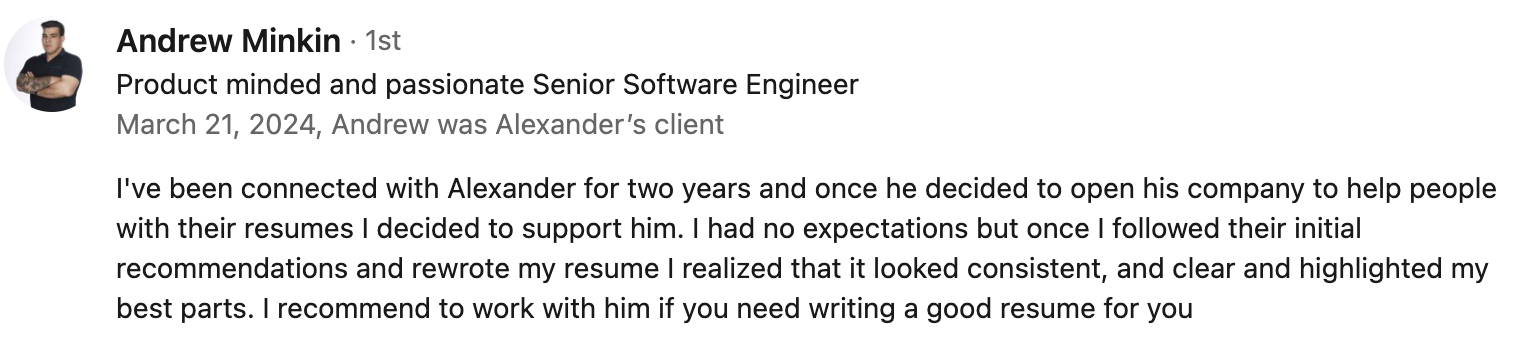 Andrew Minkin · 1st
Product minded and passionate Senior Software Engineer
March 21, 2024, Andrew was Alexander’s client
I've been connected with Alexander for two years and once he decided to open his company to help people
with their resumes I decided to support him. I had no expectations but once I followed their initial
recommendations and rewrote my resume I realized that it looked consistent, and clear and highlighted my
best parts. I recommend to work with him if you need writing a good resume for you